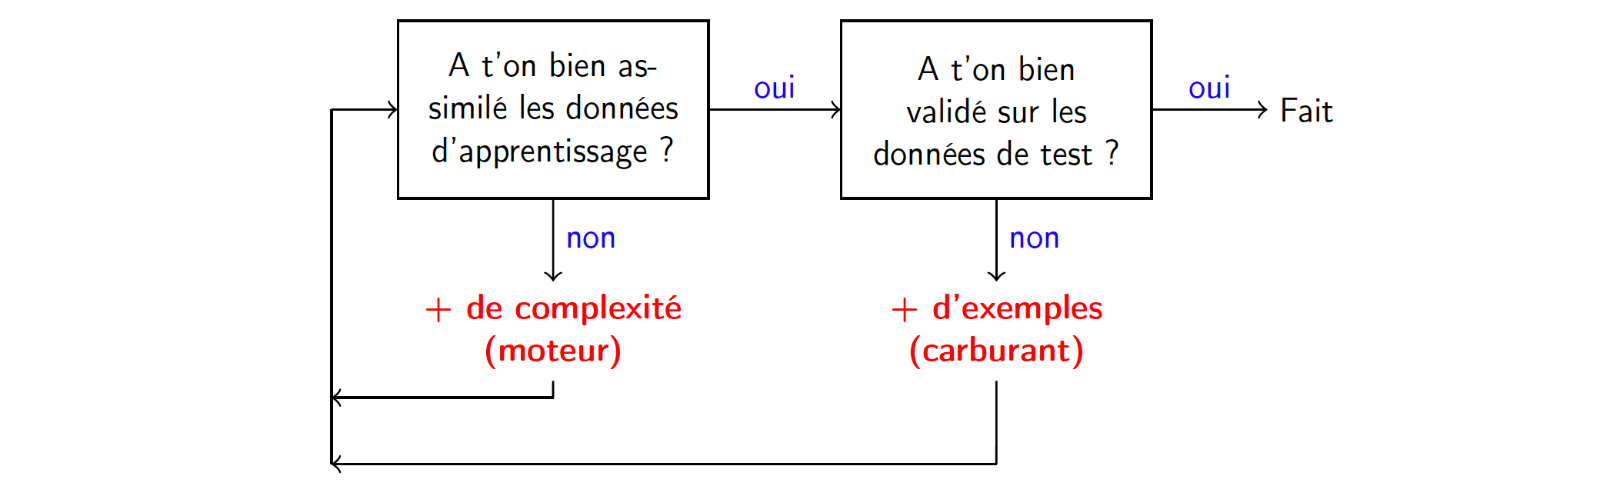 A t'on bien as-
similé les données
d'apprentissage ?
oui
A t'on bien
validé sur les
données de test ?
oui
Fait
non
+ de complexité
(moteur)
non
+ d'exemples
(carburant)